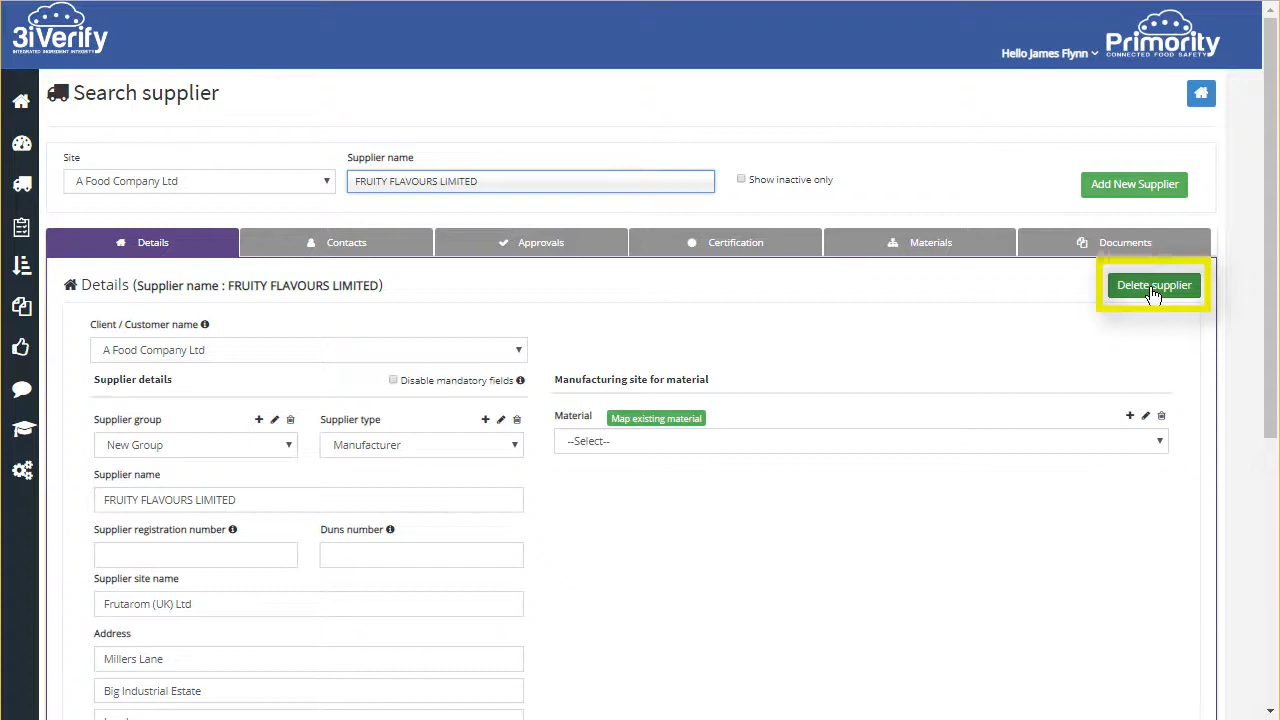 3iVerify
INTEGRATED INGREDIENT INTEGRITY
Hello James Flynn
Primority
CONNECTED FOOD SAFETY
Search supplier
Site
Supplier name
A Food Company Ltd
FRUITY FLAVOURS LIMITED
Show inactive only
Add New Supplier
Details
Contacts
Approvals
Certification
Materials
Documents
Details (Supplier name : FRUITY FLAVOURS LIMITED)
Delete supplier
Client / Customer name
A Food Company Ltd
Supplier details
Disable mandatory fields
Manufacturing site for material
Supplier group
Supplier type
Material
Map existing material
New Group
Manufacturer
--Select--
Supplier name
FRUITY FLAVOURS LIMITED
Supplier registration number
Duns number
Supplier site name
Frutarom (UK) Ltd
Address
Millers Lane
Big Industrial Estate